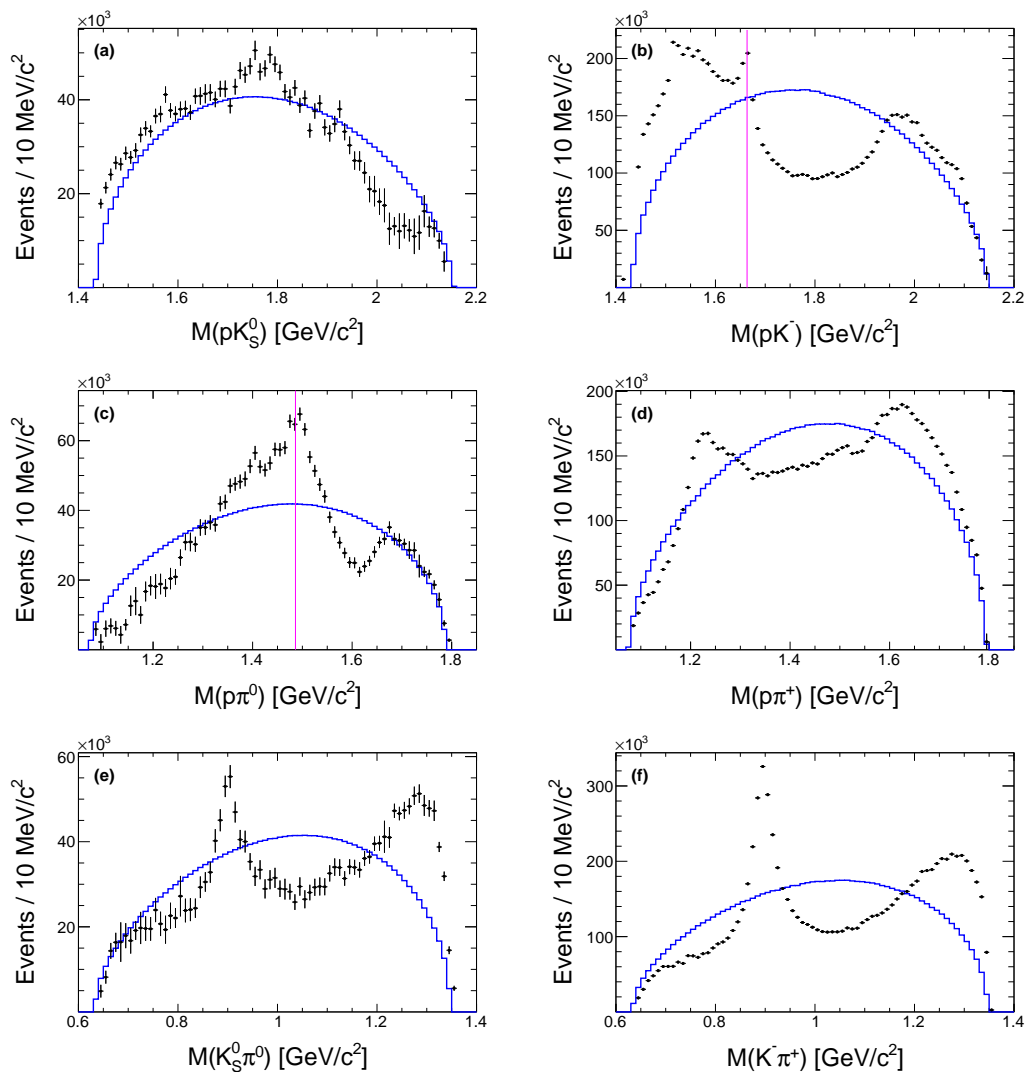 ×10³ (a)
40
20
Events / 10 MeV/c²
1.4 1.6 1.8 2 2.2
M(pK⁰_S) [GeV/c²]
×10³ (b)
200
150
100
50
Events / 10 MeV/c²
1.4 1.6 1.8 2 2.2
M(pK⁻) [GeV/c²]
×10³ (c)
60
40
20
Events / 10 MeV/c²
1.2 1.4 1.6 1.8
M(pπ⁰) [GeV/c²]
×10³ (d)
200
150
100
50
Events / 10 MeV/c²
1.2 1.4 1.6 1.8
M(pπ⁺) [GeV/c²]
×10³ (e)
60
40
20
Events / 10 MeV/c²
0.6 0.8 1 1.2 1.4
M(K⁰_Sπ⁰) [GeV/c²]
×10³ (f)
300
200
100
Events / 10 MeV/c²
0.6 0.8 1 1.2 1.4
M(K⁻π⁺) [GeV/c²]